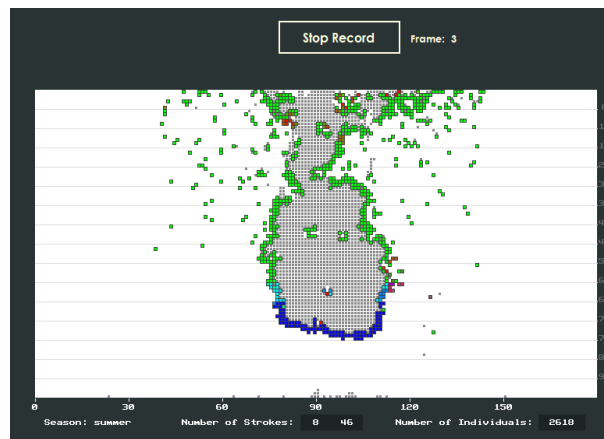 Stop Record
Frame: 3
0 30 60 90 120 150
Season: summer Number of Strokes: 8 46 Number of Individuals: 2618